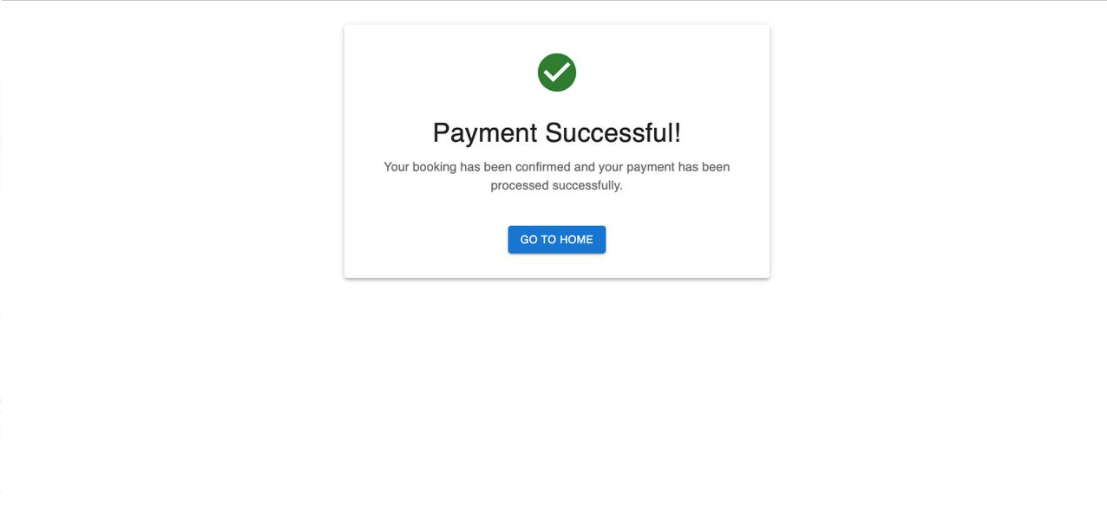 Payment Successful!
Your booking has been confirmed and your payment has been
processed successfully.
GO TO HOME